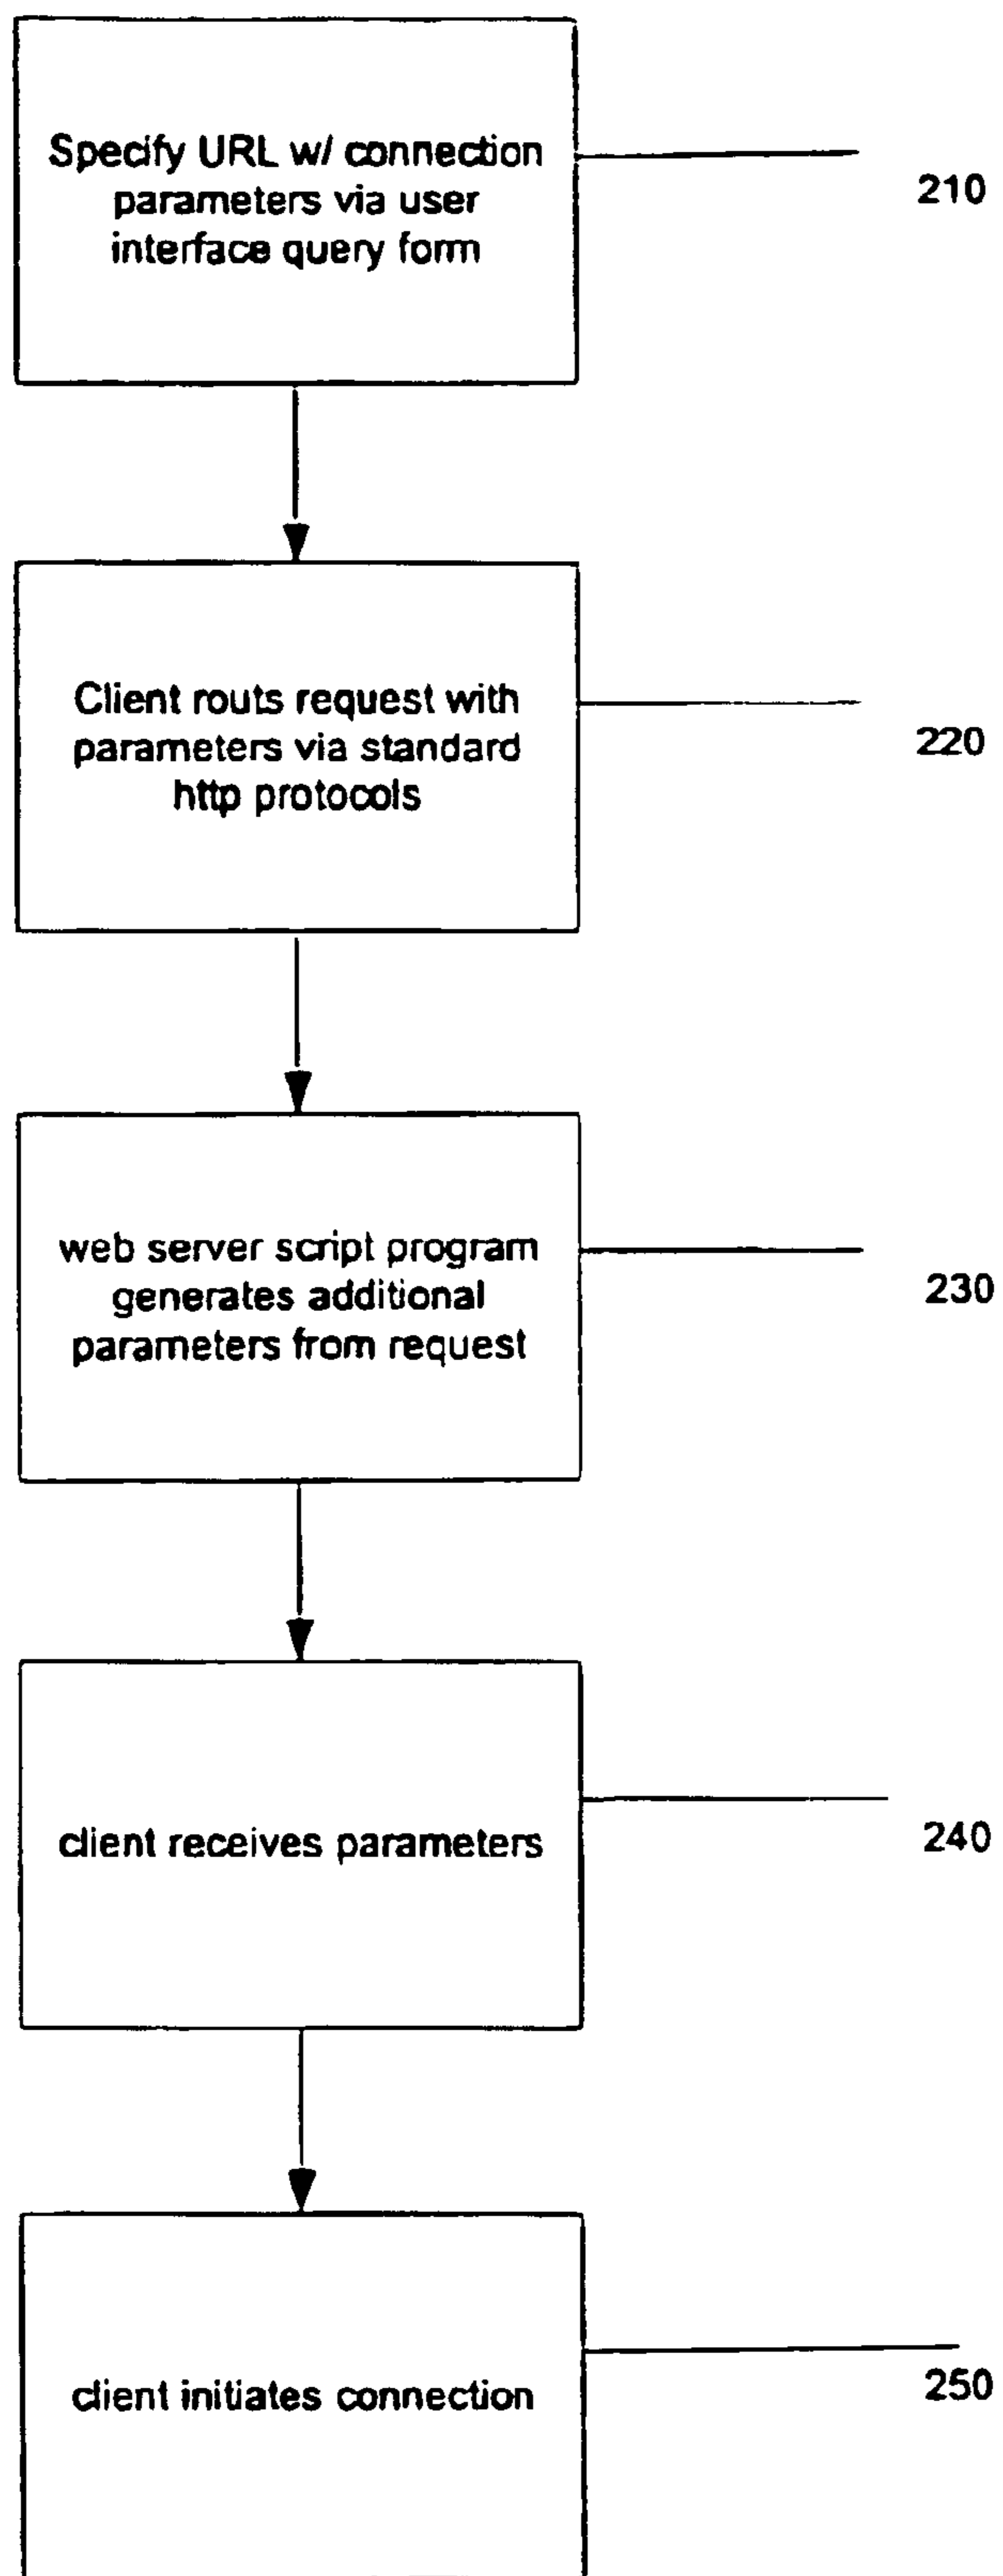 Specify URL w/ connection
parameters via user
interface query form
210
Client routs request with
parameters via standard
http protocols
220
web server script program
generates additional
parameters from request
230
client receives parameters
240
client initiates connection
250